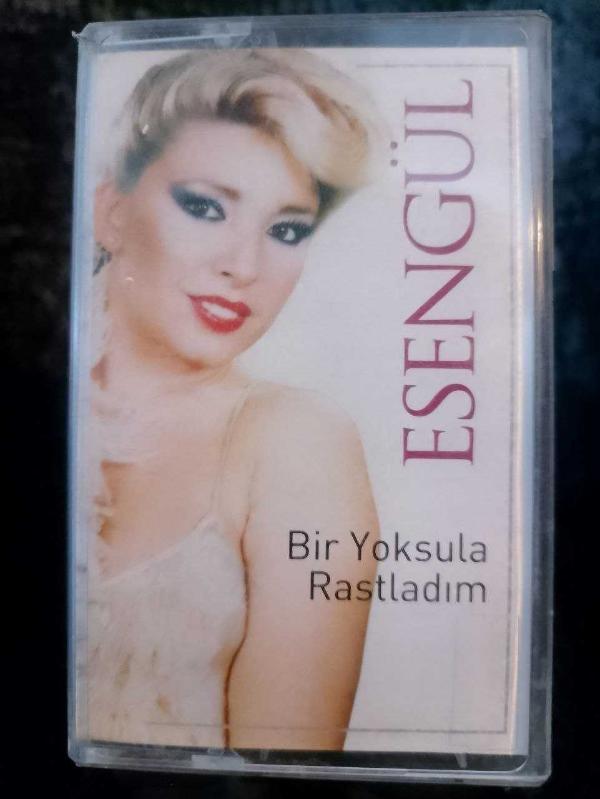 ESENGÜL
Bir Yoksula
Rastladım